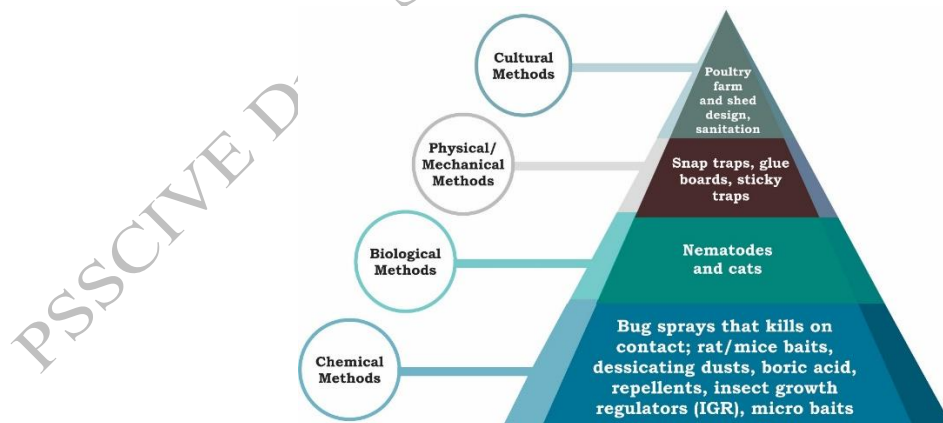 Cultural
Methods
Poultry
farm
and shed
design,
sanitation
Physical/
Mechanical
Methods
Snap traps, glue
boards, sticky
traps
Biological
Methods
Nematodes
and cats
Chemical
Methods
Bug sprays that kills on
contact; rat/mice baits,
dessicating dusts, boric acid,
repellents, insect growth
regulators (IGR), micro baits
PSSCIVE D